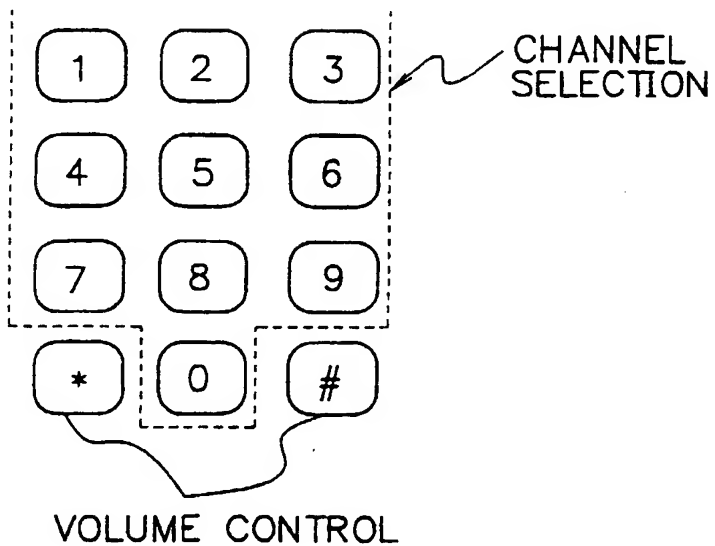 1 2 3
CHANNEL
SELECTION
4 5 6
7 8 9
* 0 #
VOLUME CONTROL